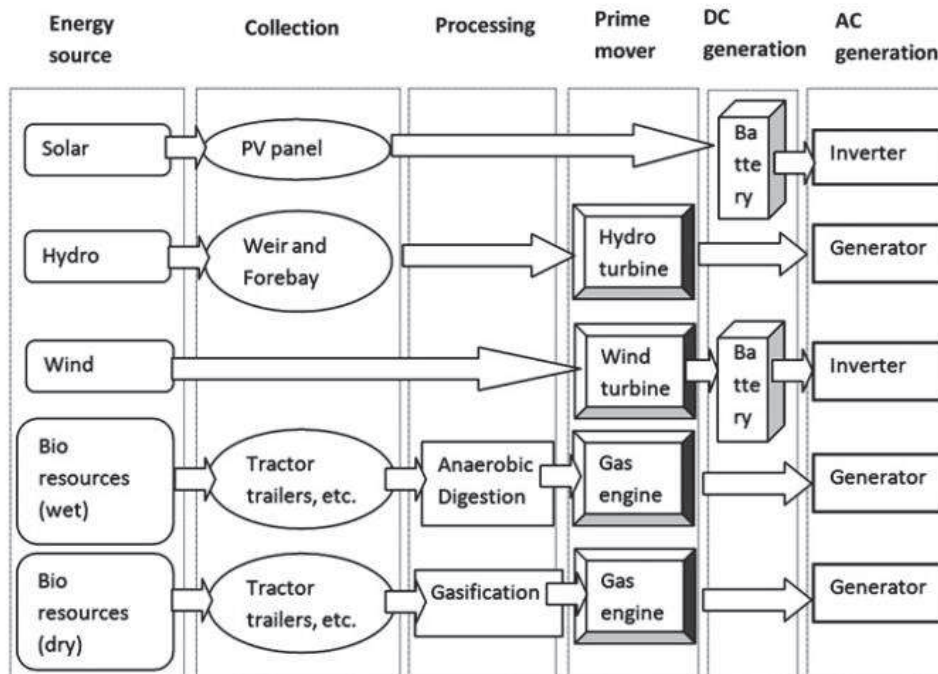 Energy
source
Collection
Processing
Prime
mover
DC
generation
AC
generation
Solar
PV panel
Ba
tte
ry
Inverter
Hydro
Weir and
Forebay
Hydro
turbine
Generator
Wind
Wind
turbine
Ba
tte
ry
Inverter
Bio
resources
(wet)
Tractor
trailers, etc.
Anaerobic
Digestion
Gas
engine
Generator
Bio
resources
(dry)
Tractor
trailers, etc.
Gasification
Gas
engine
Generator